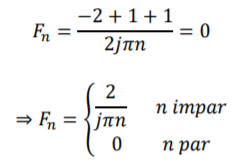 Fₙ = (−2 + 1 + 1) / (2jπn) = 0
⇒ Fₙ = { 2 / (jπn)    n impar
0    n par